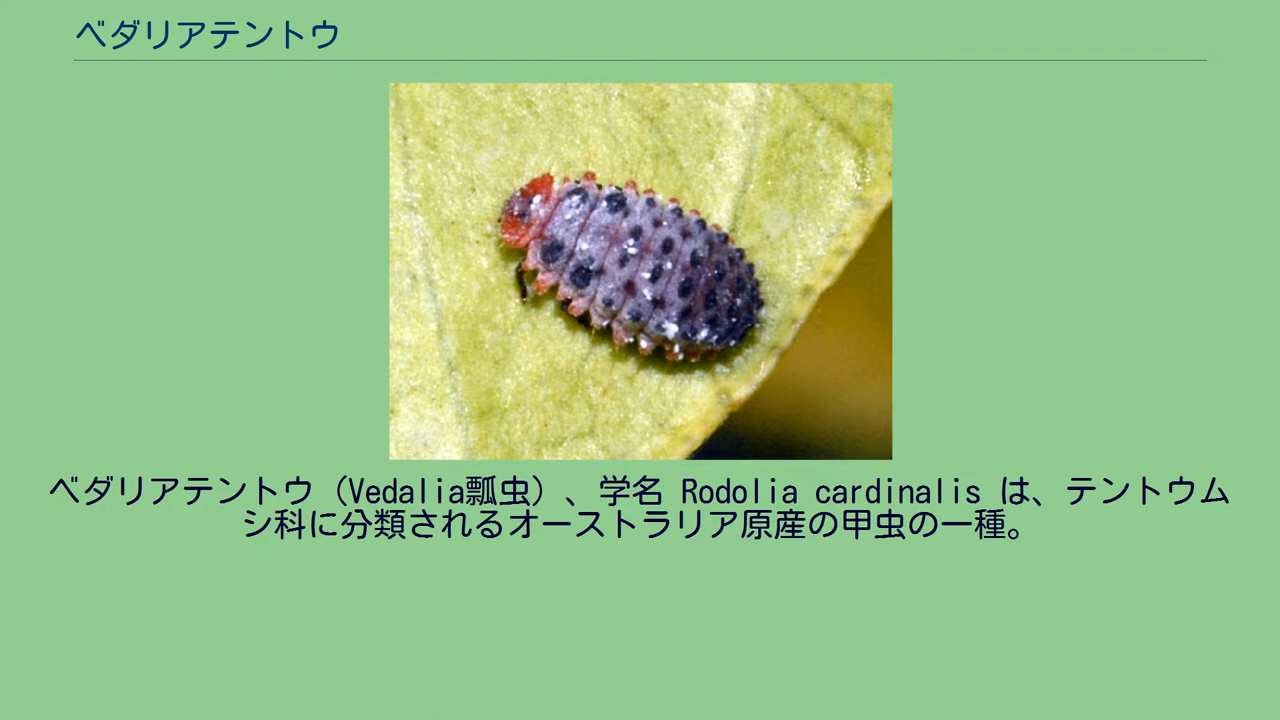 ベダリアテントウ
ベダリアテントウ（Vedalia瓢虫）、学名 Rodolia cardinalis は、テントウム
シ科に分類されるオーストラリア原産の甲虫の一種。